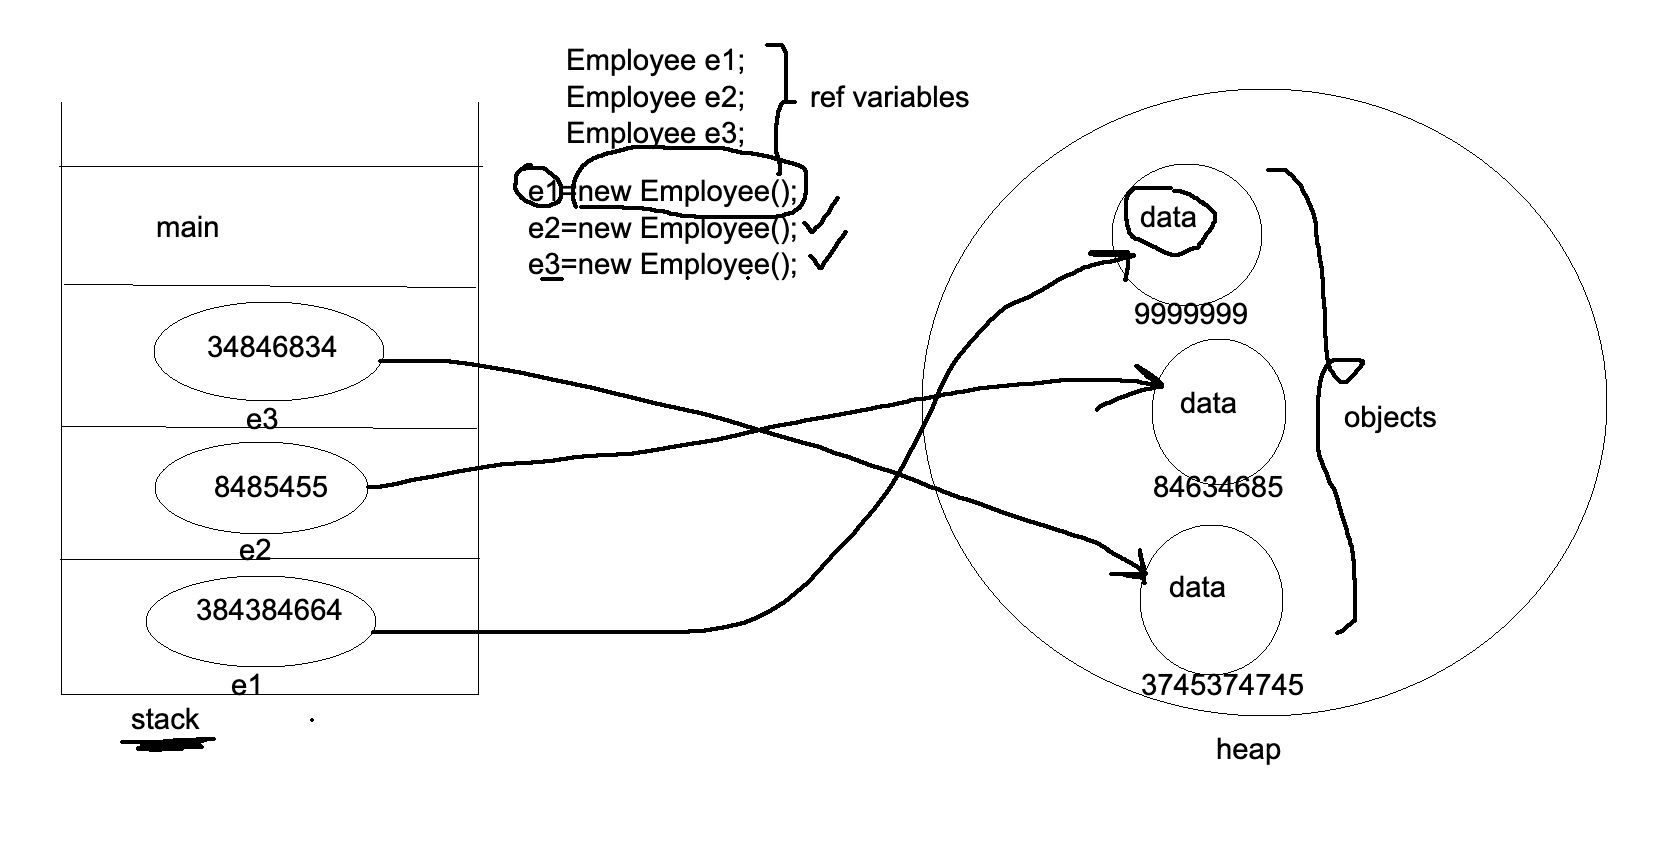 Employee e1;
Employee e2;
Employee e3;
ref variables
e1=new Employee();
e2=new Employee();
e3=new Employee();
main
34846834
e3
8485455
e2
384384664
e1
stack
data
9999999
data
84634685
data
3745374745
objects
heap